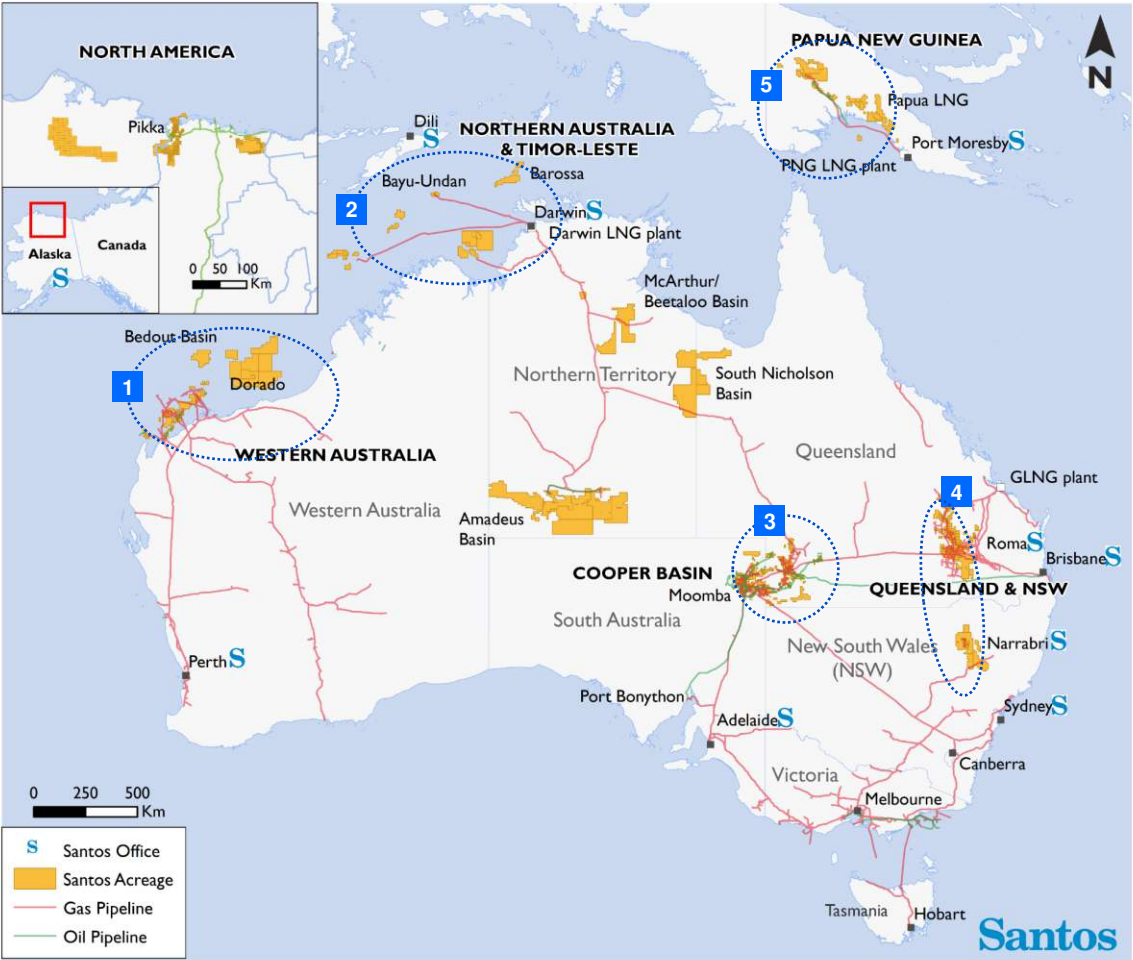 NORTH AMERICA
Pikka
Alaska
Canada
S
0 50 100
Km
PAPUA NEW GUINEA
N
5
Papua LNG
Port Moresby S
PNG LNG plant
Dili
S
NORTHERN AUSTRALIA
& TIMOR-LESTE
Barossa
Bayu-Undan
2
Darwin S
Darwin LNG plant
McArthur/
Beetaloo Basin
Bedout Basin
1
Dorado
Northern Territory
South Nicholson
Basin
WESTERN AUSTRALIA
Queensland
Western Australia
GLNG plant
4
Amadeus
Basin
3
Roma S
Brisbane S
COOPER BASIN
Moomba
QUEENSLAND & NSW
South Australia
New South Wales
(NSW)
Narrabri S
Perth S
Port Bonython
Adelaide S
Sydney S
Canberra
Victoria
Melbourne
0 250 500
Km
S Santos Office
Santos Acreage
Gas Pipeline
Oil Pipeline
Tasmania
Hobart
Santos